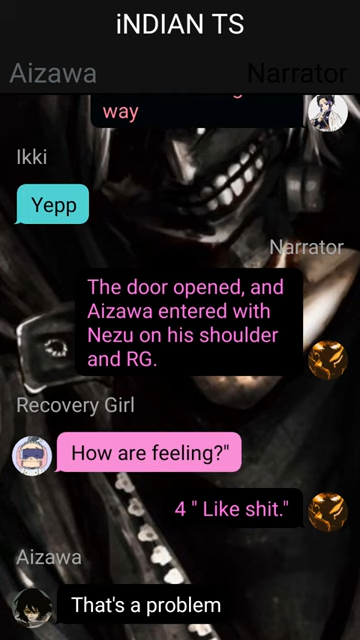 iNDIAN TS
Aizawa
Narrator
way
Ikki
Yepp
Narrator
The door opened, and
Aizawa entered with
Nezu on his shoulder
and RG.
Recovery Girl
How are feeling?"
4 " Like shit."
Aizawa
That's a problem